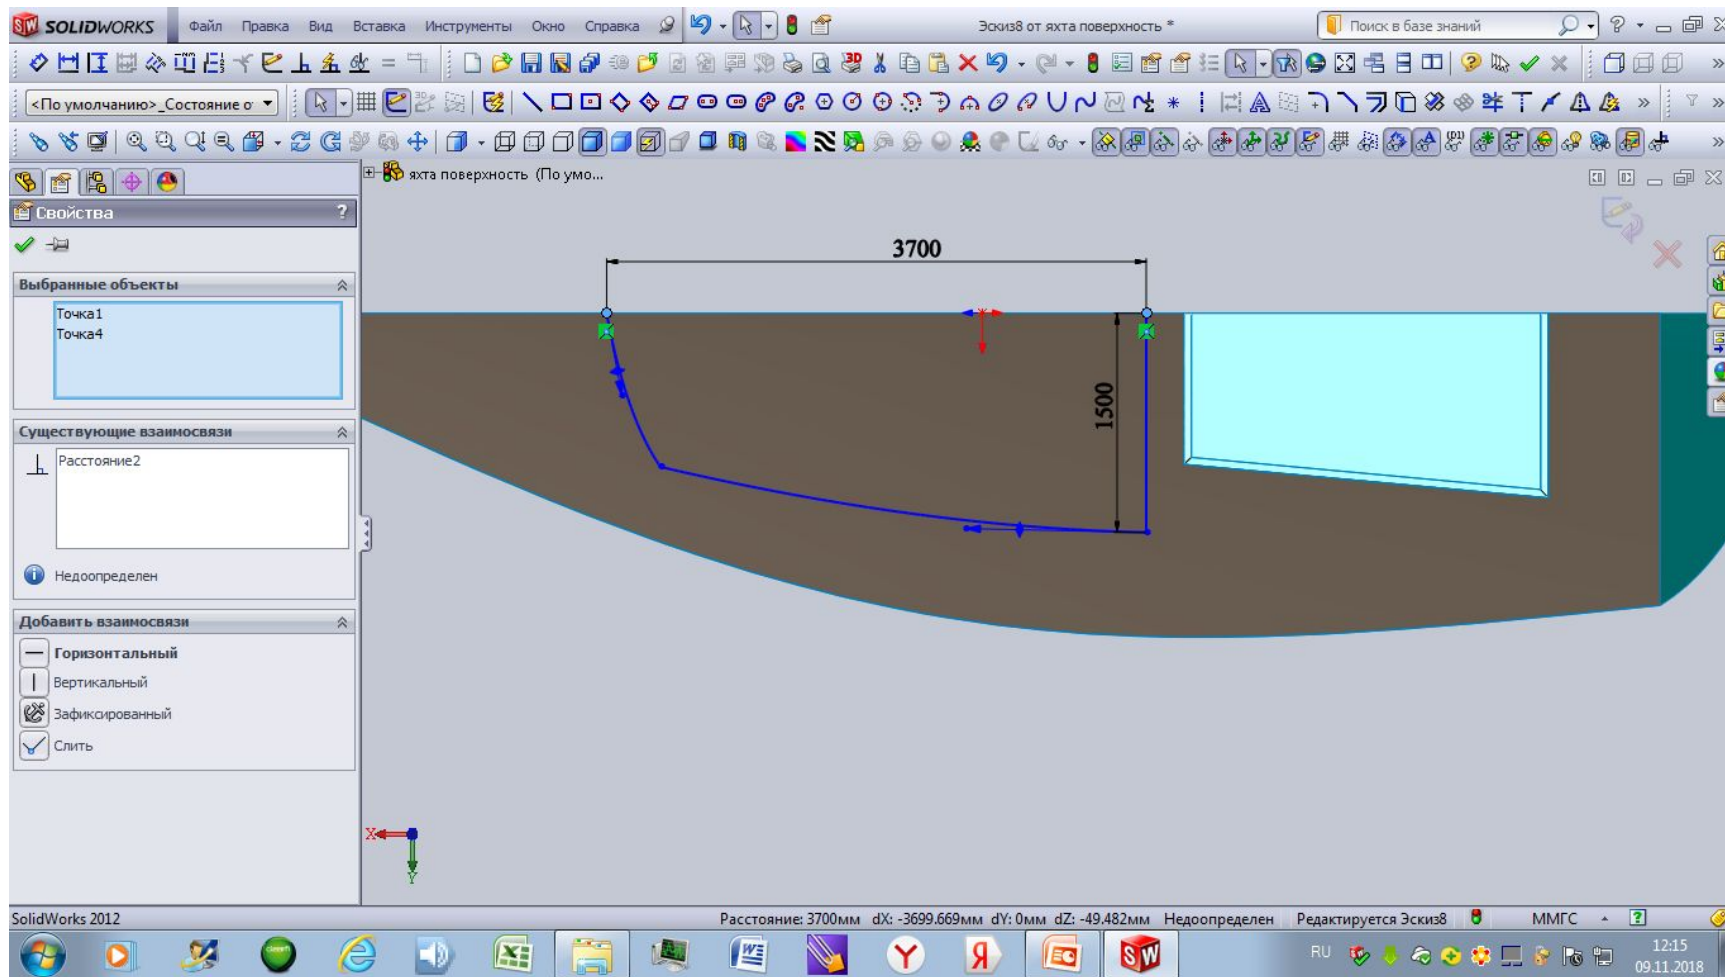 SOLIDWORKS Файл Правка Вид Вставка Инструменты Окно Справка Эскиз8 от яхта поверхность * Поиск в базе знаний ?
<По умолчанию>_Состояние о
яхта поверхность (По умо...
Свойства ?
3700
Выбранные объекты
Точка1
Точка4
1500
Существующие взаимосвязи
Расстояние2
Недоопределен
Добавить взаимосвязи
Горизонтальный
Вертикальный
Зафиксированный
Слить
X
Y
SolidWorks 2012 Расстояние: 3700мм dX: -3699.669мм dY: 0мм dZ: -49.482мм Недоопределен Редактируется Эскиз8 ММГС ?
RU 12:15
09.11.2018